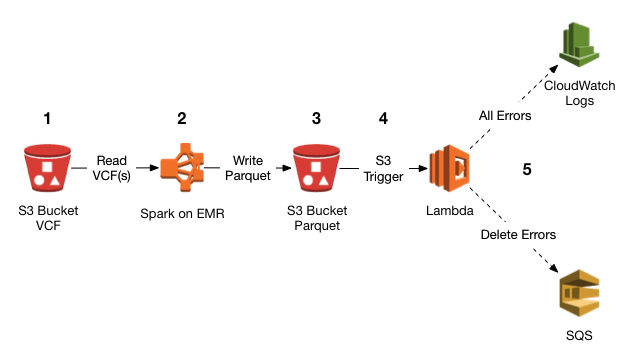 1
2
3
4
5
S3 Bucket
VCF
Read
VCF(s)
Spark on EMR
Write
Parquet
S3 Bucket
Parquet
S3
Trigger
Lambda
All Errors
CloudWatch
Logs
Delete Errors
SQS